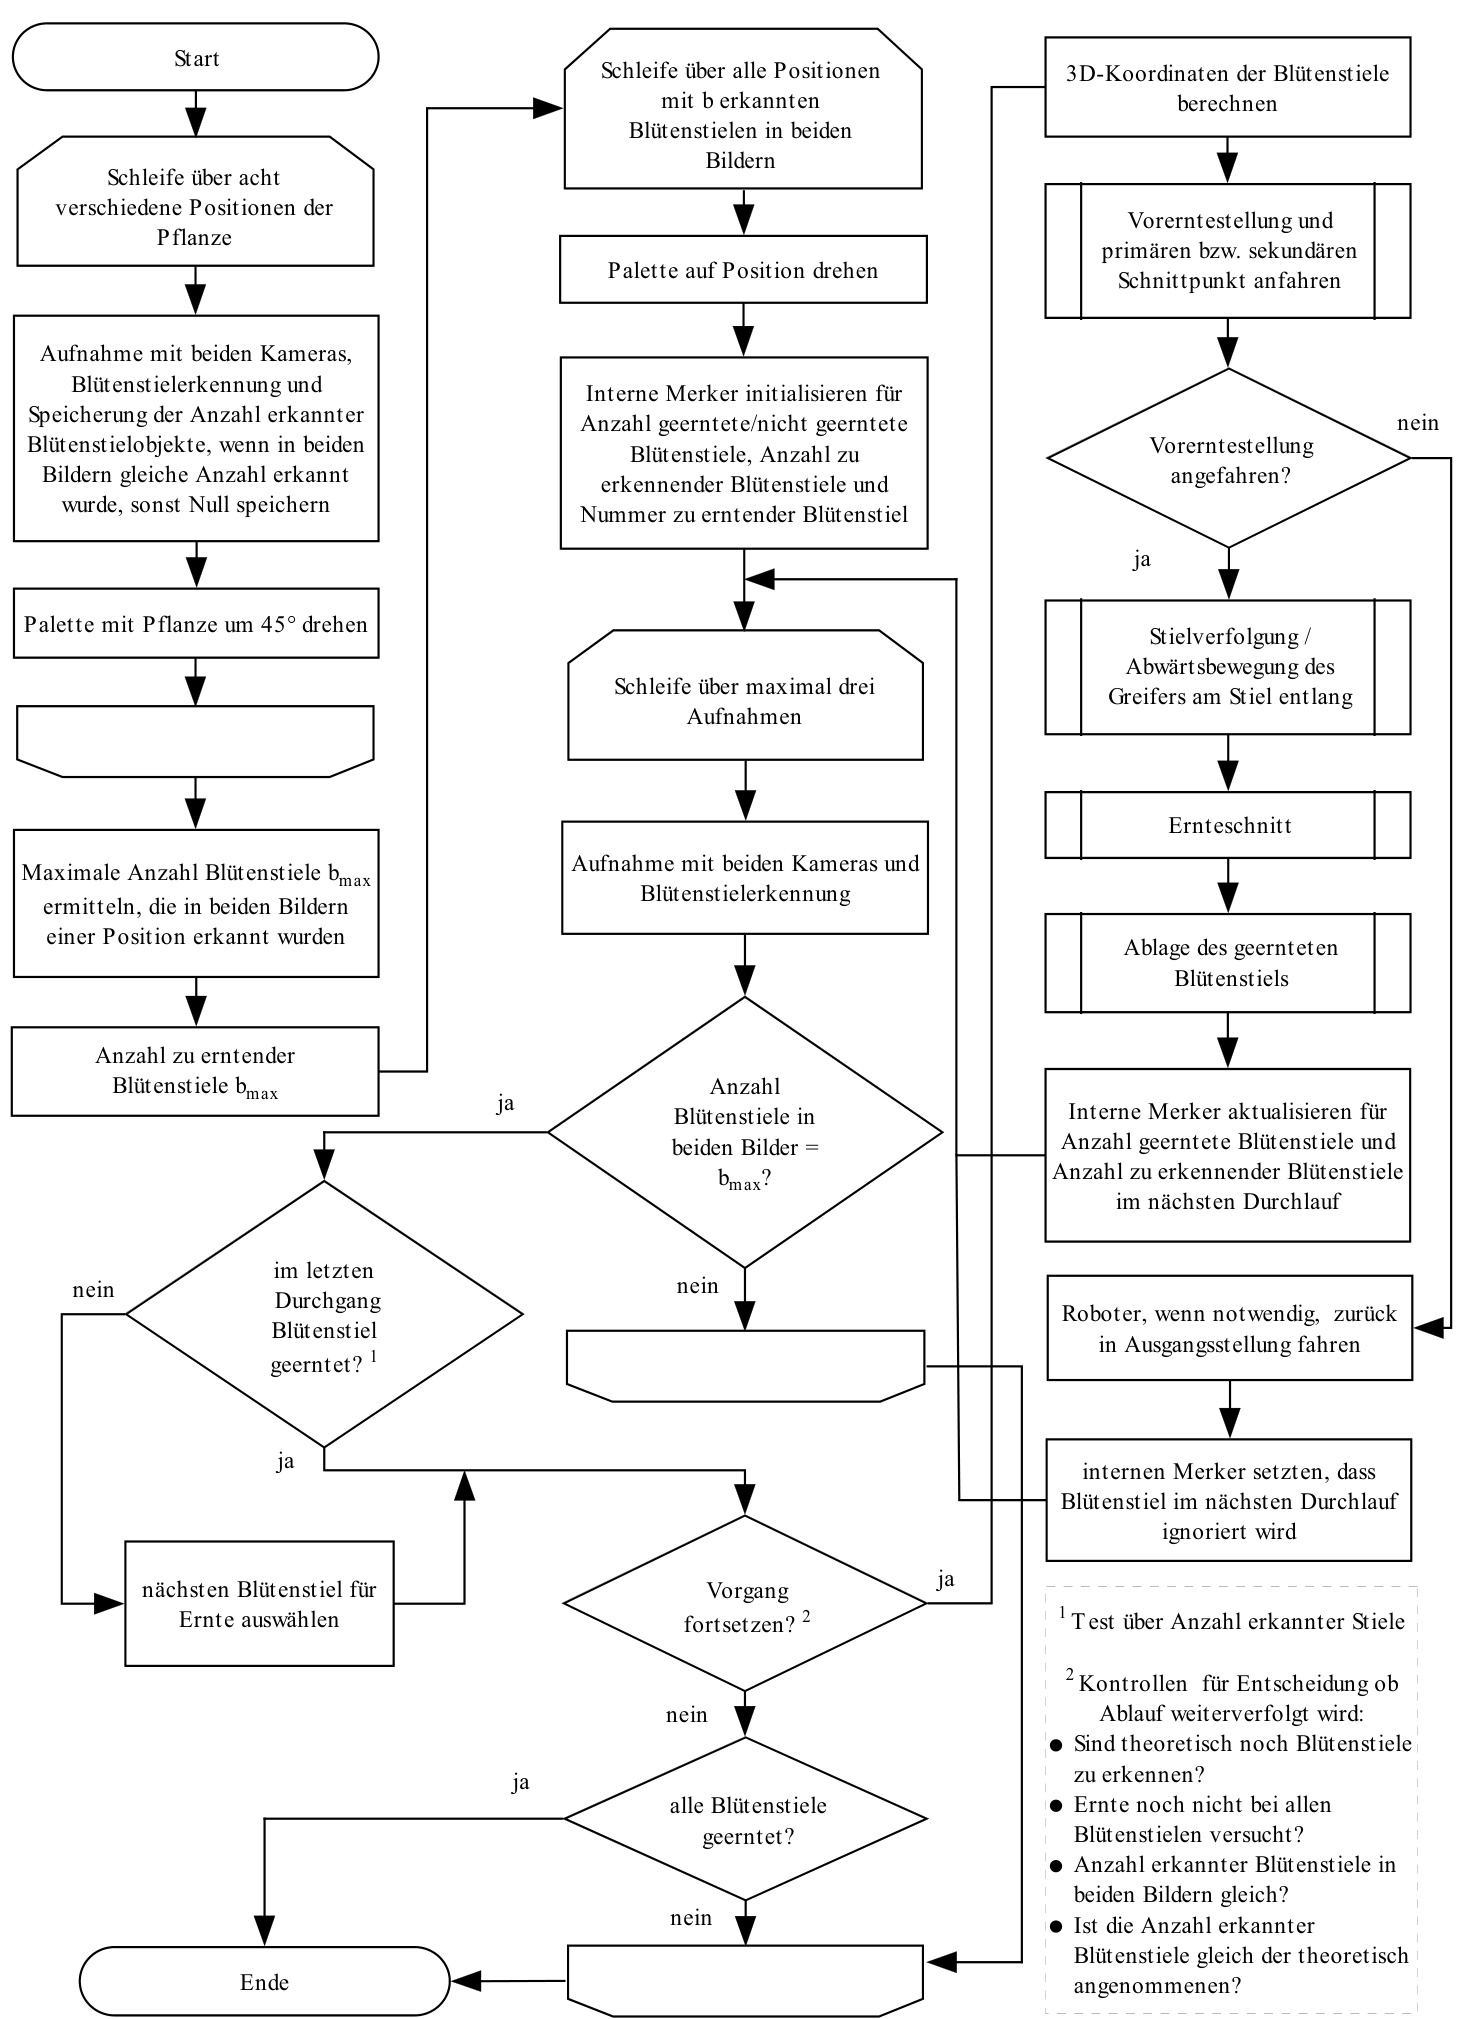 Start
Schleife über acht
verschiedene Positionen der
Pflanze
Aufnahme mit beiden Kameras,
Blütenstielerkennung und
Speicherung der Anzahl erkannter
Blütenstielobjekte, wenn in beiden
Bildern gleiche Anzahl erkannt
wurde, sonst Null speichern
Palette mit Pflanze um 45° drehen
Maximale Anzahl Blütenstiele bmax
ermitteln, die in beiden Bildern
einer Position erkannt wurden
Anzahl zu erntender
Blütenstiele bmax
Schleife über alle Positionen
mit b erkannten
Blütenstielen in beiden
Bildern
Palette auf Position drehen
Interne Merker initialisieren für
Anzahl geerntete/nicht geerntete
Blütenstiele, Anzahl zu
erkennender Blütenstiele und
Nummer zu erntender Blütenstiel
Schleife über maximal drei
Aufnahmen
Aufnahme mit beiden Kameras und
Blütenstielerkennung
Anzahl
Blütenstiele in
beiden Bilder =
bmax?
ja
nein
im letzten
Durchgang
Blütenstiel
geerntet? 1
nein
ja
nächsten Blütenstiel für
Ernte auswählen
Vorgang
fortsetzen? 2
ja
nein
alle Blütenstiele
geerntet?
ja
nein
Ende
3D-Koordinaten der Blütenstiele
berechnen
Vorerntestellung und
primären bzw. sekundären
Schnittpunkt anfahren
Vorerntestellung
angefahren?
nein
ja
Stielverfolgung /
Abwärtsbewegung des
Greifers am Stiel entlang
Ernteschnitt
Ablage des geernteten
Blütenstiels
Interne Merker aktualisieren für
Anzahl geerntete Blütenstiele und
Anzahl zu erkennender Blütenstiele
im nächsten Durchlauf
Roboter, wenn notwendig, zurück
in Ausgangsstellung fahren
internen Merker setzten, dass
Blütenstiel im nächsten Durchlauf
ignoriert wird
1 Test über Anzahl erkannter Stiele
2 Kontrollen für Entscheidung ob
Ablauf weiterverfolgt wird:
● Sind theoretisch noch Blütenstiele
zu erkennen?
● Ernte noch nicht bei allen
Blütenstielen versucht?
● Anzahl erkannter Blütenstiele in
beiden Bildern gleich?
● Ist die Anzahl erkannter
Blütenstiele gleich der theoretisch
angenommenen?